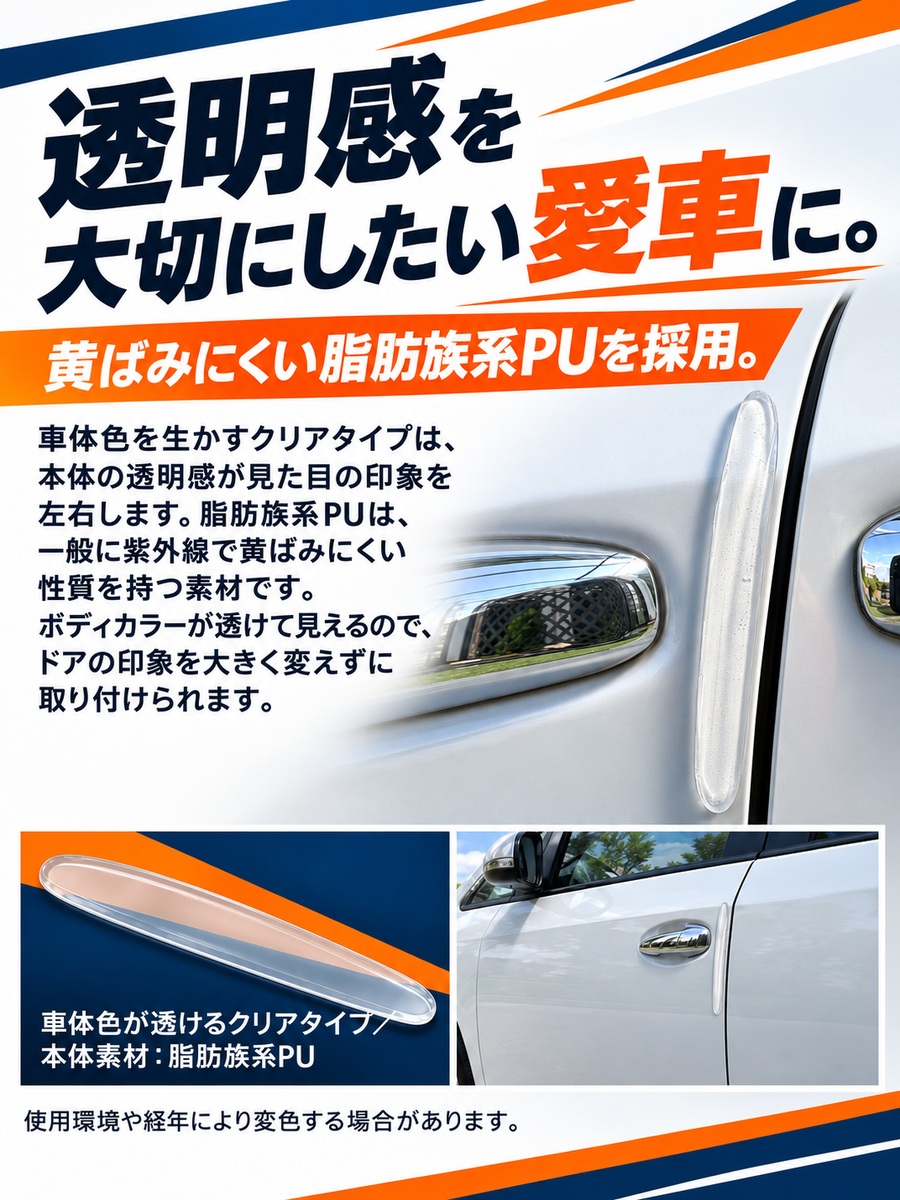 透明感を
大切にしたい愛車に。
黄ばみにくい脂肪族系PUを採用。
車体色を生かすクリアタイプは、
本体の透明感が見た目の印象を
左右します。脂肪族系PUは、
一般に紫外線で黄ばみにくい
性質を持つ素材です。
ボディカラーが透けて見えるので、
ドアの印象を大きく変えずに
取り付けられます。
車体色が透けるクリアタイプ/
本体素材:脂肪族系PU
使用環境や経年により変色する場合があります。